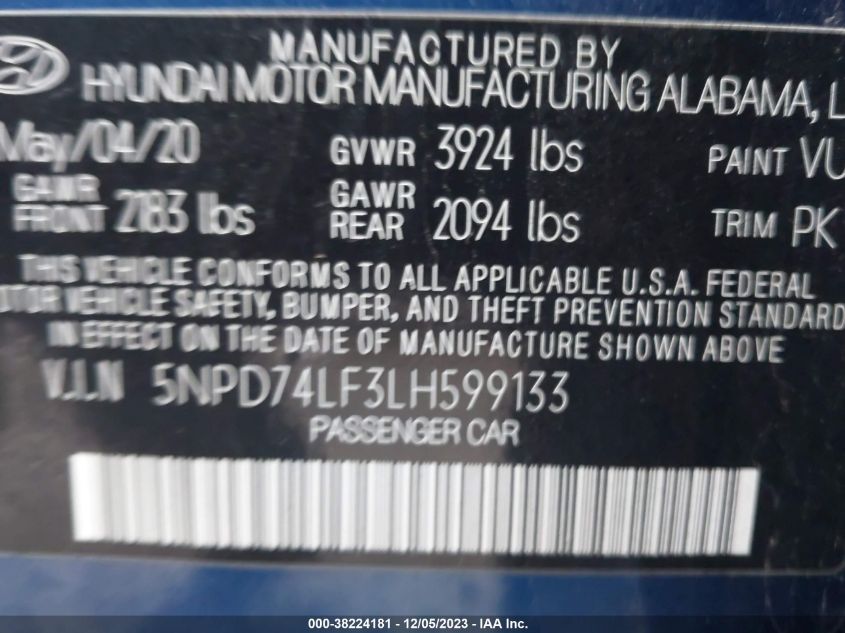 MANUFACTURED BY
HYUNDAI MOTOR MANUFACTURING ALABAMA, L
May/04/20 GVWR 3924 lbs PAINT VU
GAWR FRONT 2183 lbs GAWR REAR 2094 lbs TRIM PK
THIS VEHICLE CONFORMS TO ALL APPLICABLE U.S.A. FEDERAL
OTOR VEHICLE SAFETY, BUMPER, AND THEFT PREVENTION STANDARD
IN EFFECT ON THE DATE OF MANUFACTURE SHOWN ABOVE
V.I.N 5NPD74LF3LH599133
PASSENGER CAR
000-38224181 - 12/05/2023 - IAA Inc.